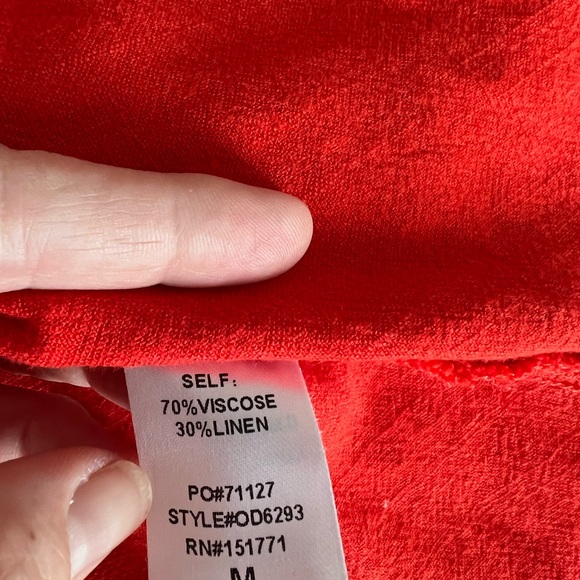 SELF:
70%VISCOSE
30%LINEN
PO#71127
STYLE#OD6293
RN#151771
M